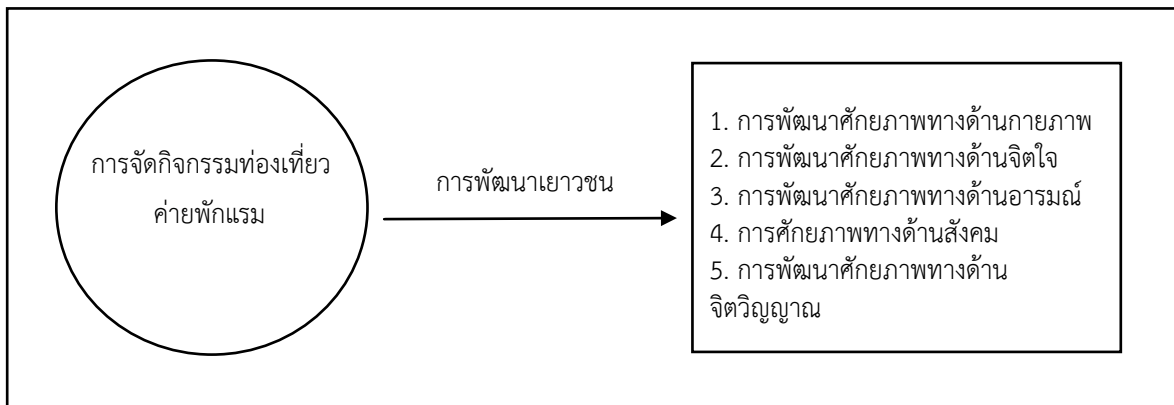 การจัดกิจกรรมท่องเที่ยว
ค่ายพักแรม
การพัฒนาเยาวชน
1. การพัฒนาศักยภาพทางด้านกายภาพ
2. การพัฒนาศักยภาพทางด้านจิตใจ
3. การพัฒนาศักยภาพทางด้านอารมณ์
4. การศักยภาพทางด้านสังคม
5. การพัฒนาศักยภาพทางด้าน
จิตวิญญาณ